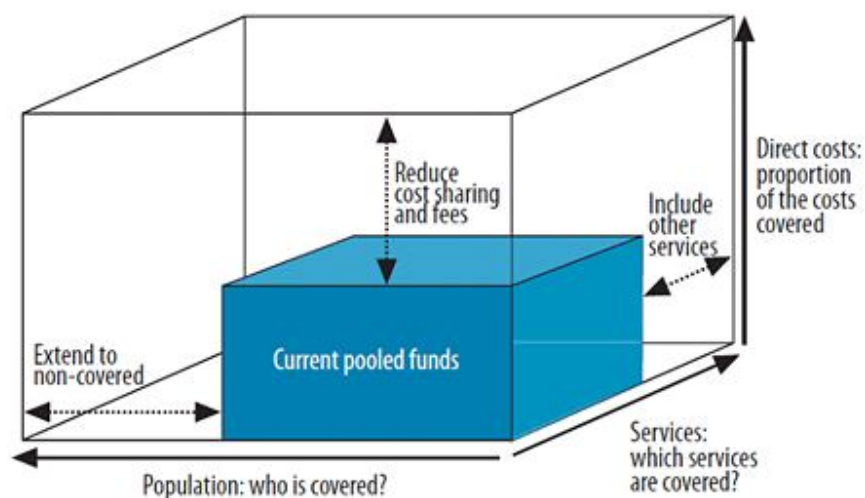 Reduce
cost sharing
and fees
Direct costs:
proportion
of the costs
covered
Include
other
services
Extend to
non-covered
Current pooled funds
Services:
which services
are covered?
Population: who is covered?